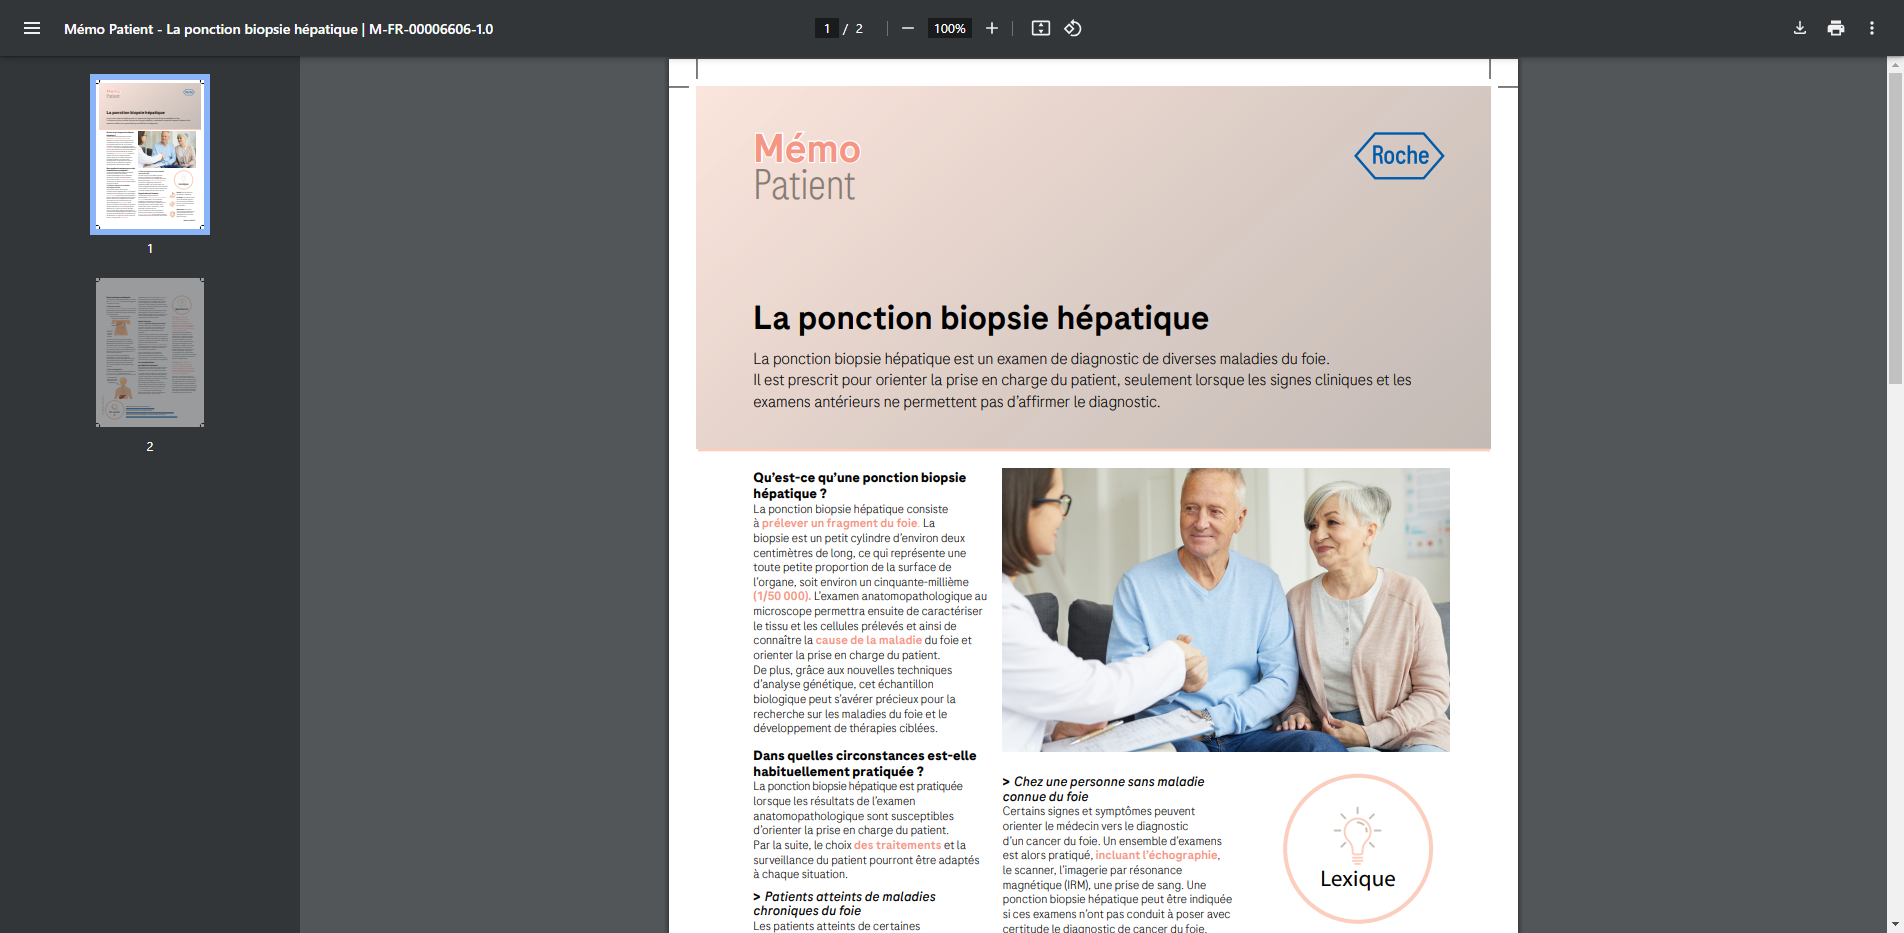 Mémo Patient - La ponction biopsie hépatique | M-FR-00006606-1.0
1 / 2
100%
1
2
Mémo
Patient
Roche
La ponction biopsie hépatique
La ponction biopsie hépatique est un examen de diagnostic de diverses maladies du foie.
Il est prescrit pour orienter la prise en charge du patient, seulement lorsque les signes cliniques et les
examens antérieurs ne permettent pas d’affirmer le diagnostic.
Qu’est-ce qu’une ponction biopsie
hépatique ?
La ponction biopsie hépatique consiste
à prélever un fragment du foie. La
biopsie est un petit cylindre d’environ deux
centimètres de long, ce qui représente une
toute petite proportion de la surface de
l’organe, soit environ un cinquante-millième
(1/50 000). L’examen anatomopathologique au
microscope permettra ensuite de caractériser
le tissu et les cellules prélevés et ainsi de
connaître la cause de la maladie du foie et
orienter la prise en charge du patient.
De plus, grâce aux nouvelles techniques
d’analyse génétique, cet échantillon
biologique peut s’avérer précieux pour la
recherche sur les maladies du foie et le
développement de thérapies ciblées.
Dans quelles circonstances est-elle
habituellement pratiquée ?
La ponction biopsie hépatique est pratiquée
lorsque les résultats de l’examen
anatomopathologique sont susceptibles
d’orienter la prise en charge du patient.
Par la suite, le choix des traitements et la
surveillance du patient pourront être adaptés
à chaque situation.
> Patients atteints de maladies
chroniques du foie
Les patients atteints de certaines
> Chez une personne sans maladie
connue du foie
Certains signes et symptômes peuvent
orienter le médecin vers le diagnostic
d’un cancer du foie. Un ensemble d’examens
est alors pratiqué, incluant l’échographie,
le scanner, l’imagerie par résonance
magnétique (IRM), une prise de sang. Une
ponction biopsie hépatique peut être indiquée
si ces examens n’ont pas conduit à poser avec
certitude le diagnostic de cancer du foie.
Lexique